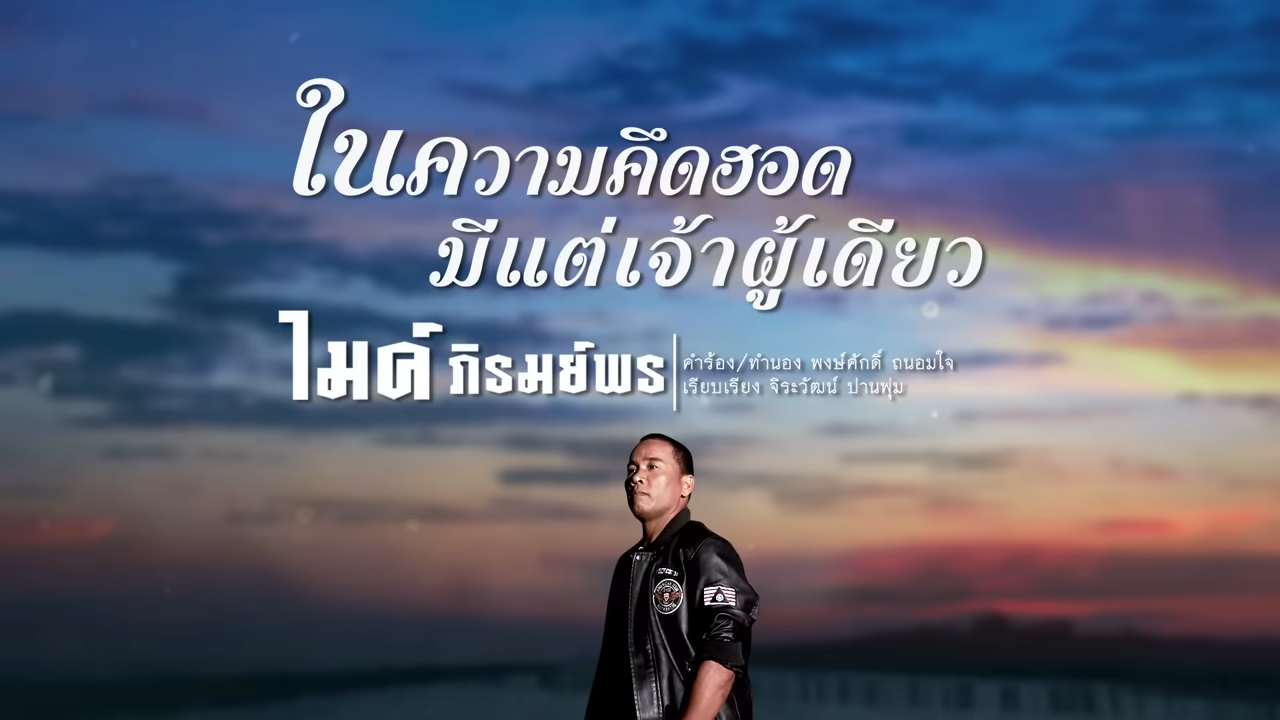 ในความคึดฮอด
มีแต่เจ้าผู้เดียว
ไมค์ ภิรมย์พร
คำร้อง/ทำนอง พงษ์ศักดิ์ ถนอมใจ
เรียบเรียง จิระวัฒน์ ปานพุ่ม